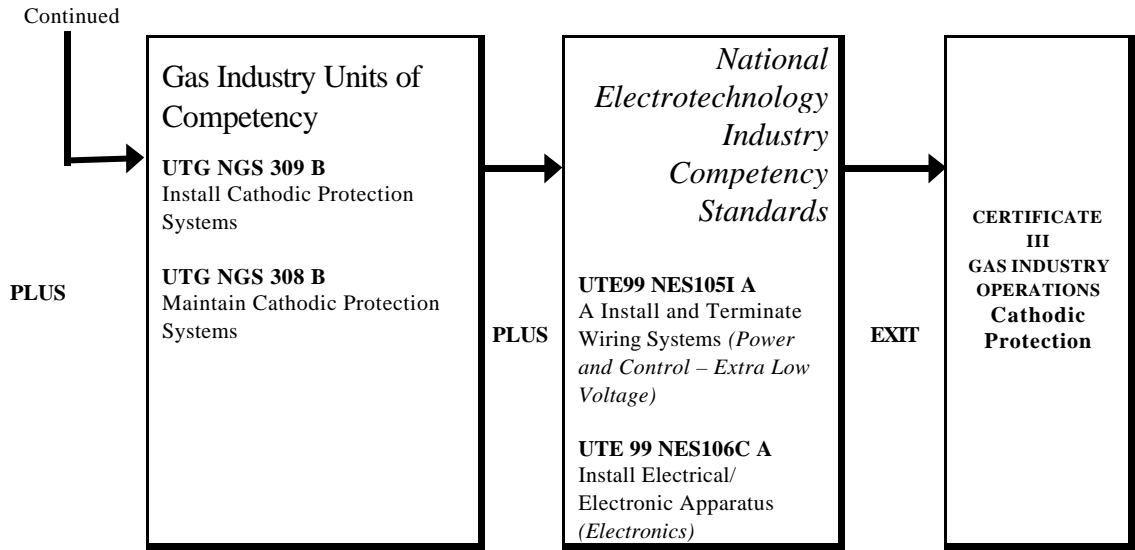 Continued
PLUS
Gas Industry Units of
Competency
UTG NGS 309 B
Install Cathodic Protection
Systems
UTG NGS 308 B
Maintain Cathodic Protection
Systems
PLUS
National
Electrotechnology
Industry
Competency
Standards
UTE99 NES105I A
A Install and Terminate
Wiring Systems (Power
and Control – Extra Low
Voltage)
UTE 99 NES106C A
Install Electrical/
Electronic Apparatus
(Electronics)
EXIT
CERTIFICATE
III
GAS INDUSTRY
OPERATIONS
Cathodic
Protection